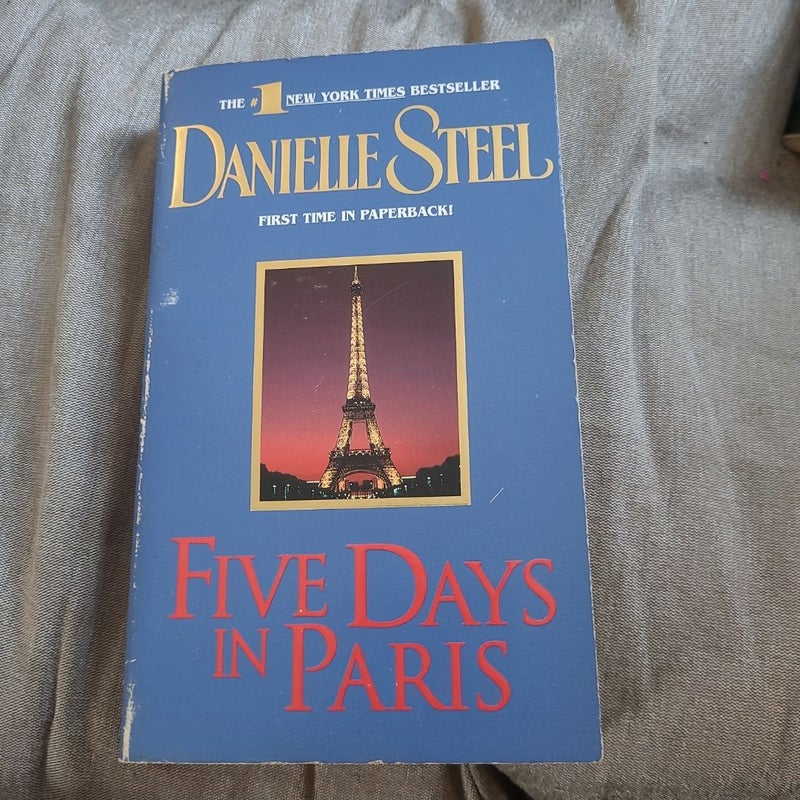 THE #1 NEW YORK TIMES BESTSELLER
DANIELLE STEEL
FIRST TIME IN PAPERBACK!
FIVE DAYS
IN PARIS